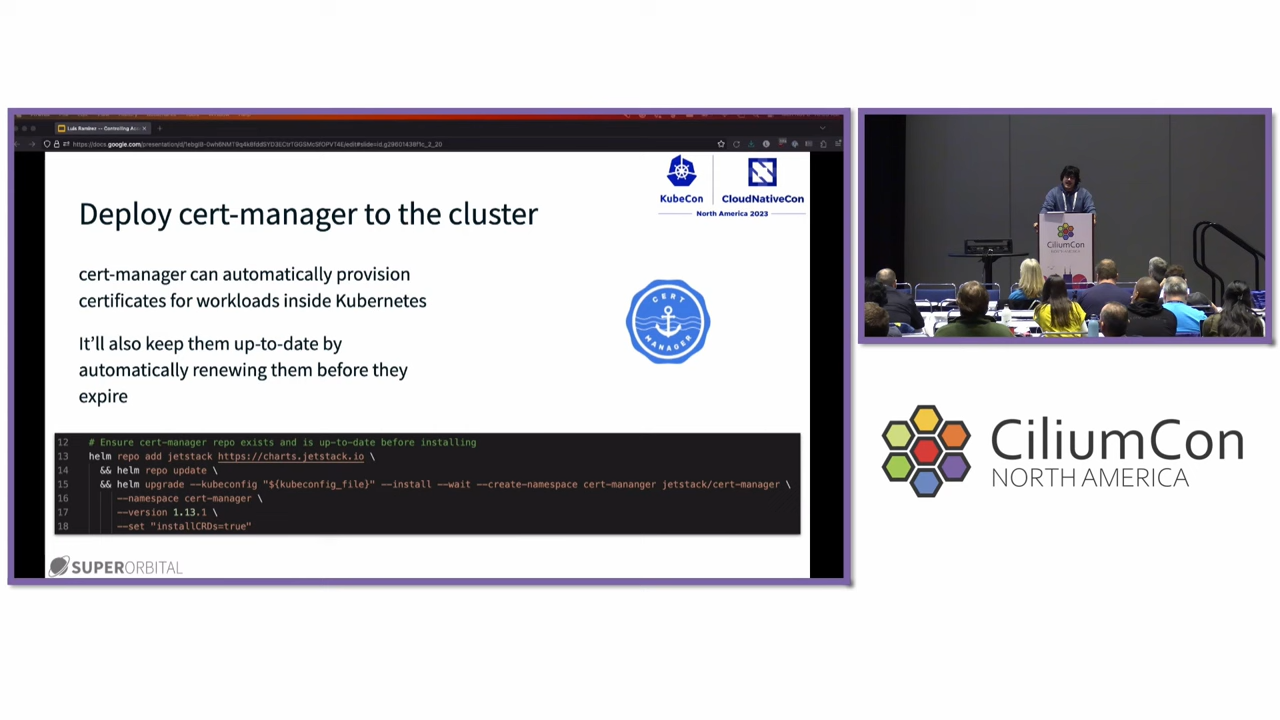 Luis Ramirez -- Controlling Acc
KubeCon
CloudNativeCon
North America 2023
Deploy cert-manager to the cluster
cert-manager can automatically provision
certificates for workloads inside Kubernetes
It'll also keep them up-to-date by
automatically renewing them before they
expire
CERT
MANAGER
12 # Ensure cert-manager repo exists and is up-to-date before installing
13 helm repo add jetstack https://charts.jetstack.io \
14 && helm repo update \
15 && helm upgrade --kubeconfig "${kubeconfig_file}" --install --wait --create-namespace cert-mananger jetstack/cert-manager \
16 --namespace cert-manager \
17 --version 1.13.1 \
18 --set "installCRDs=true"
SUPERORBITAL
CiliumCon
CiliumCon
NORTH AMERICA